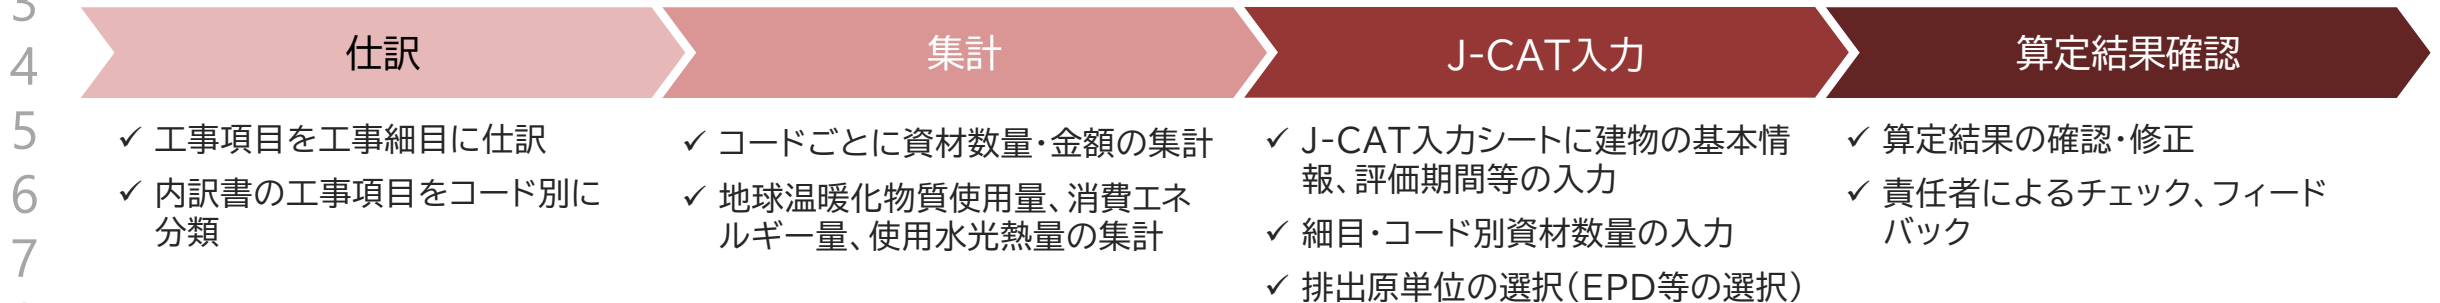 3
4
5
6
7
仕訳
✓ 工事項目を工事細目に仕訳
✓ 内訳書の工事項目をコード別に
分類
集計
✓ コードごとに資材数量・金額の集計
✓ 地球温暖化物質使用量、消費エネ
ルギー量、使用水光熱量の集計
J-CAT入力
✓ J-CAT入力シートに建物の基本情
報、評価期間等の入力
✓ 細目・コード別資材数量の入力
✓ 排出原単位の選択（EPD等の選択）
算定結果確認
✓ 算定結果の確認・修正
✓ 責任者によるチェック、フィード
バック